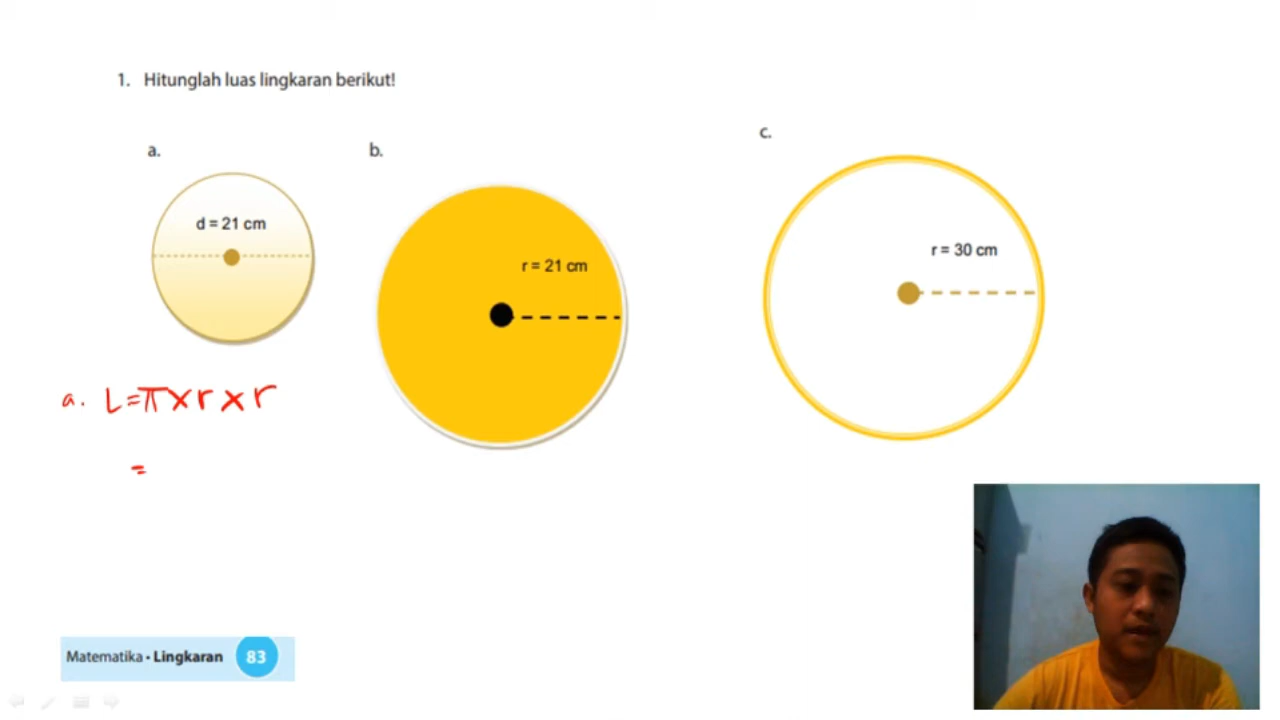 1. Hitunglah luas lingkaran berikut!
a.
d = 21 cm
b.
r = 21 cm
c.
r = 30 cm
a. L = π x r x r
=
Matematika • Lingkaran 83